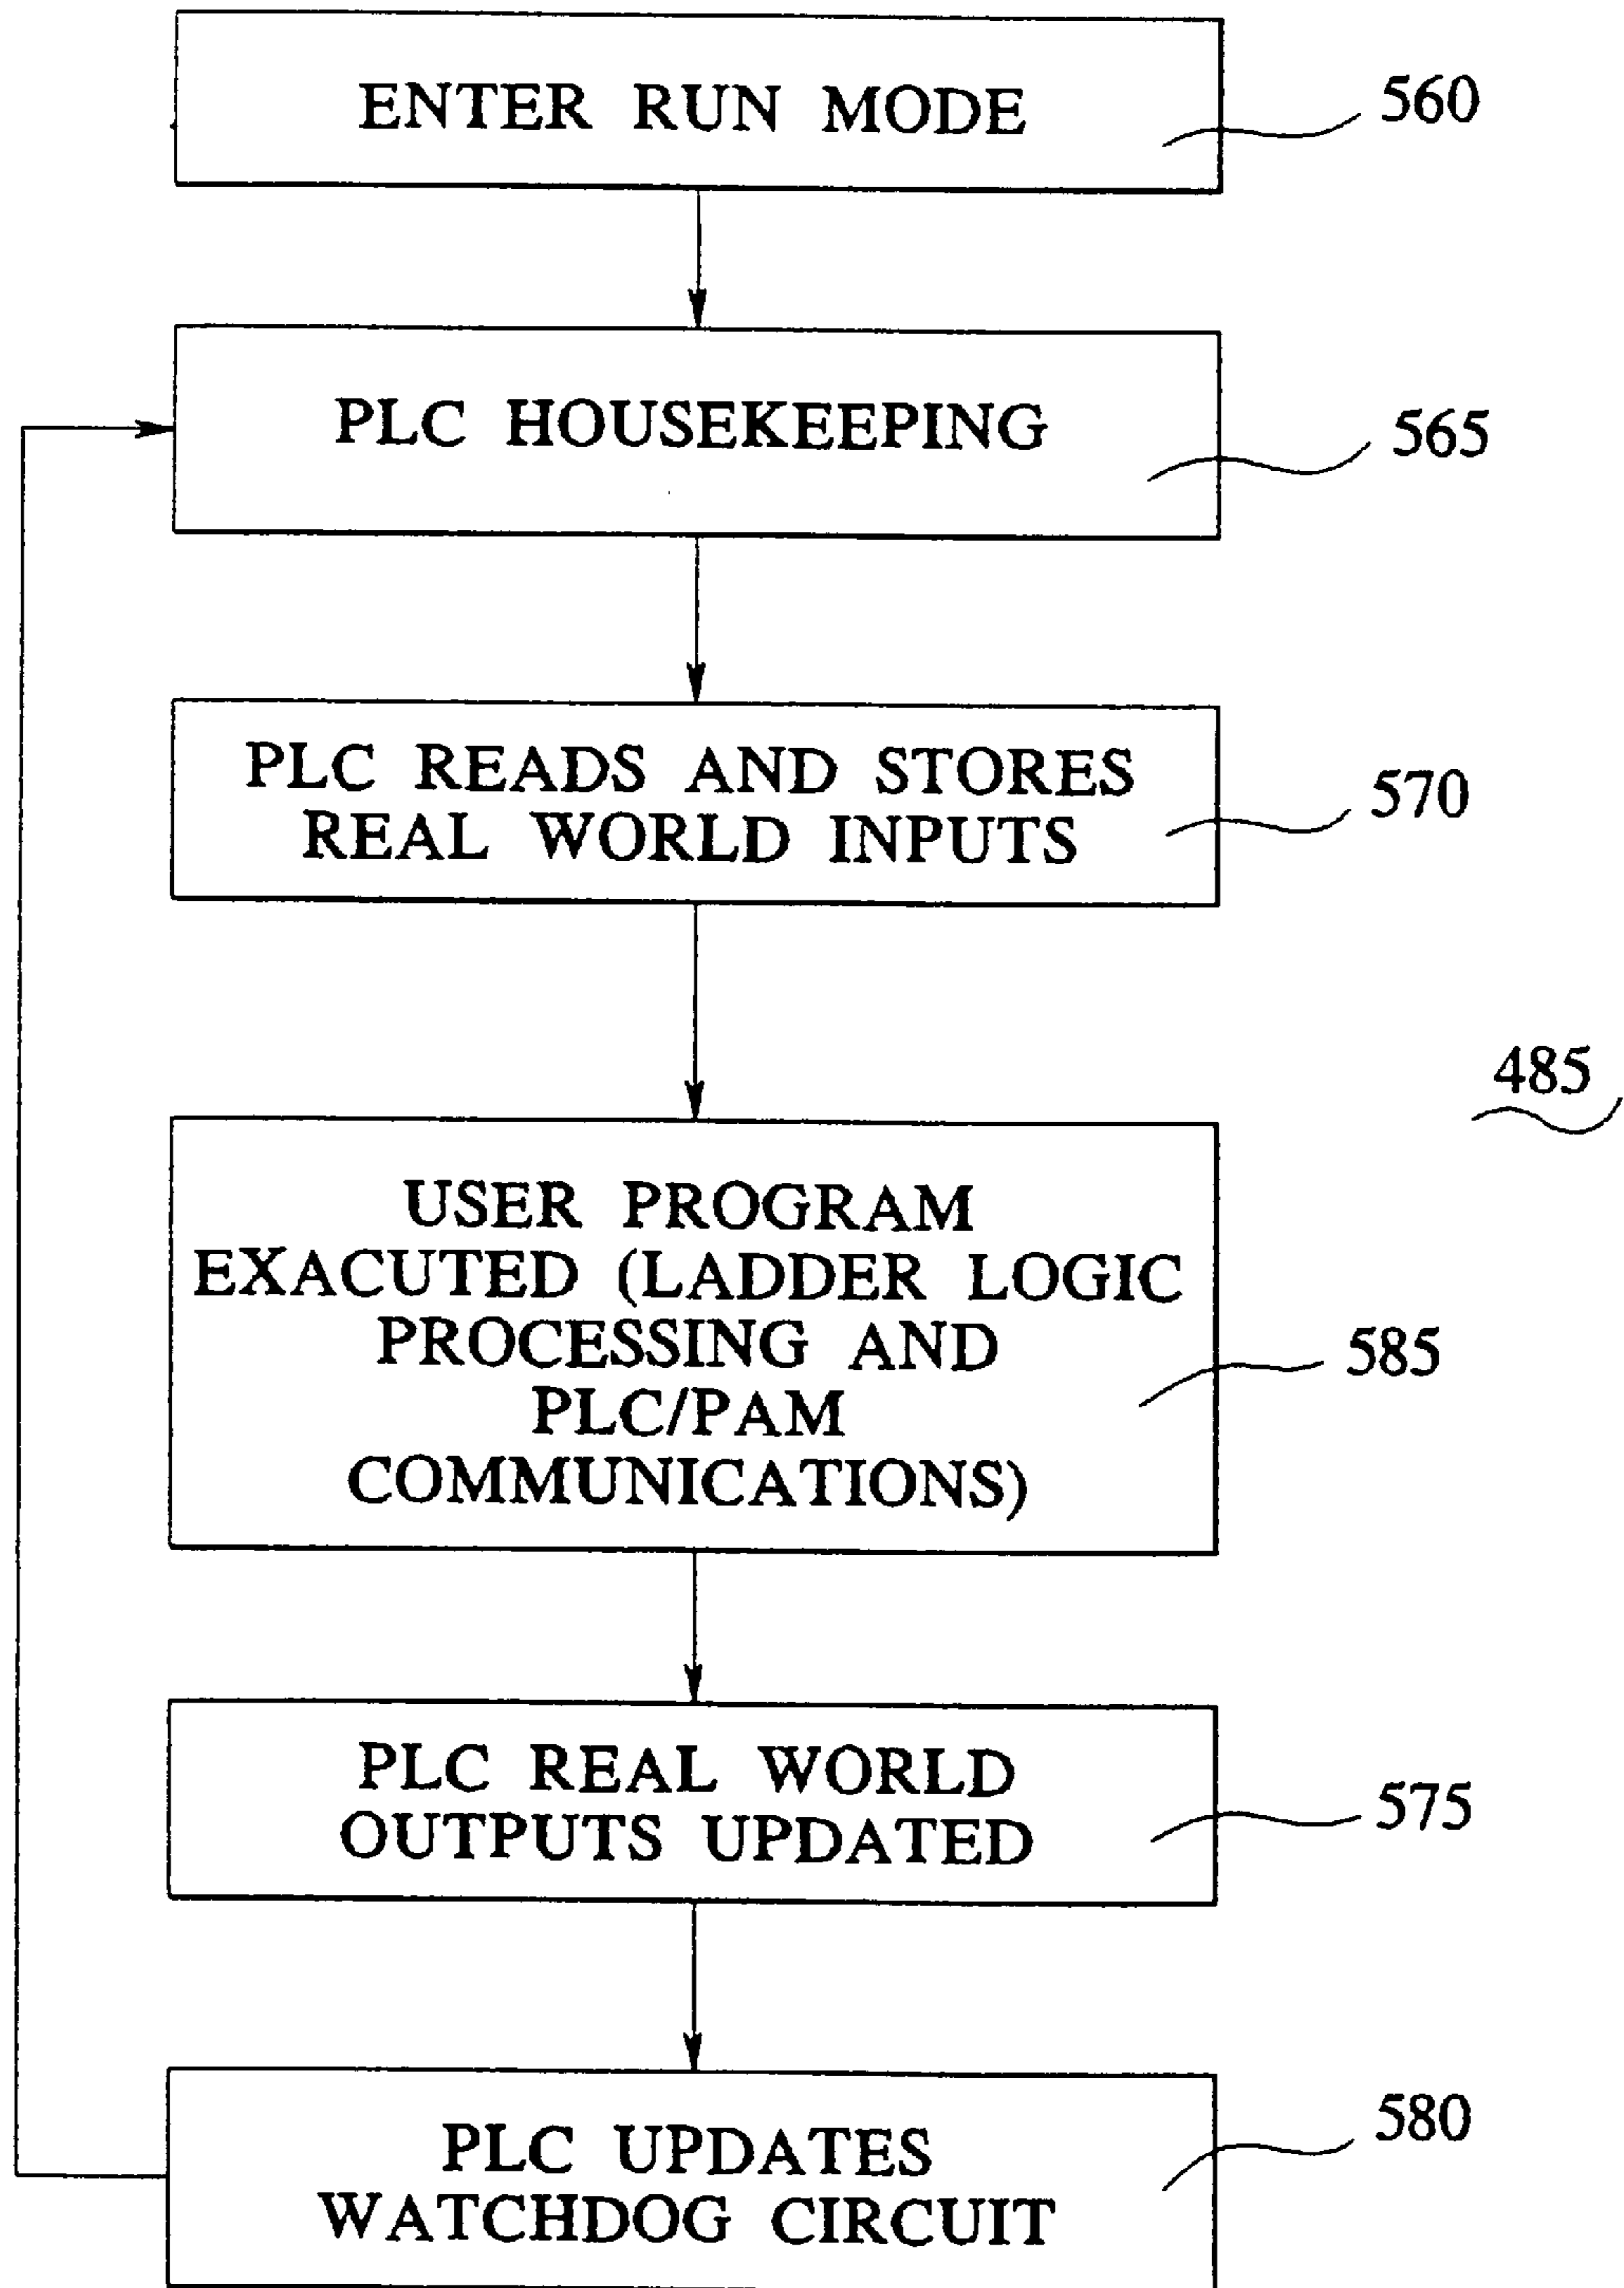 ENTER RUN MODE
560
PLC HOUSEKEEPING
565
PLC READS AND STORES
REAL WORLD INPUTS
570
485
USER PROGRAM
EXACUTED (LADDER LOGIC
PROCESSING AND
PLC/PAM
COMMUNICATIONS)
585
PLC REAL WORLD
OUTPUTS UPDATED
575
PLC UPDATES
WATCHDOG CIRCUIT
580